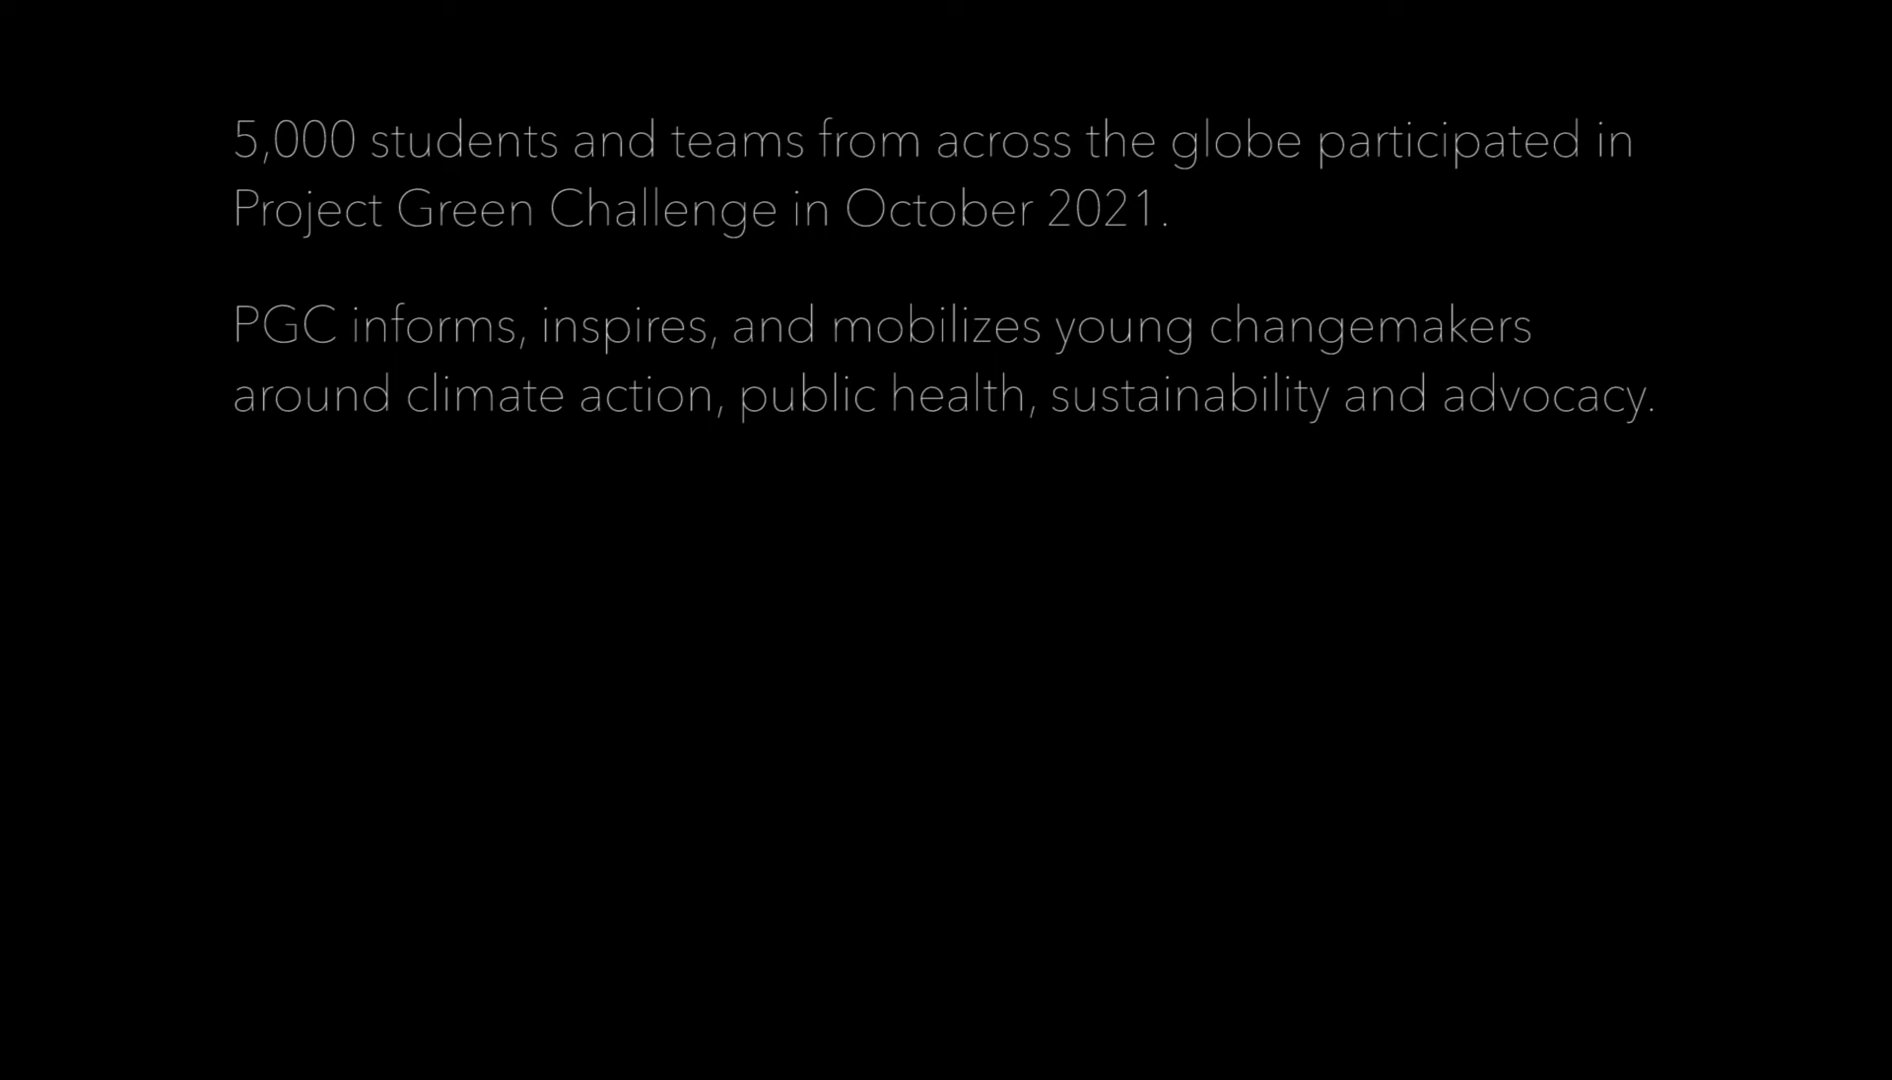 5,000 students and teams from across the globe participated in
Project Green Challenge in October 2021.
PGC informs, inspires, and mobilizes young changemakers
around climate action, public health, sustainability and advocacy.